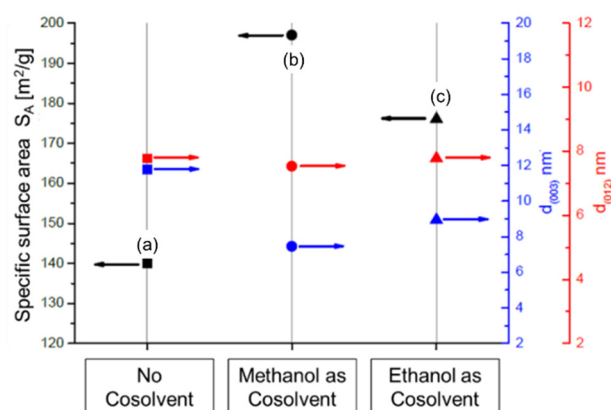 Specific surface area S_A [m²/g]
200
190
180
170
160
150
140
130
120
(a)
(b)
(c)
20
18
16
14
12
10
8
6
4
2
d(003) nm
12
10
8
6
4
2
d(012) nm
No
Cosolvent
Methanol as
Cosolvent
Ethanol as
Cosolvent